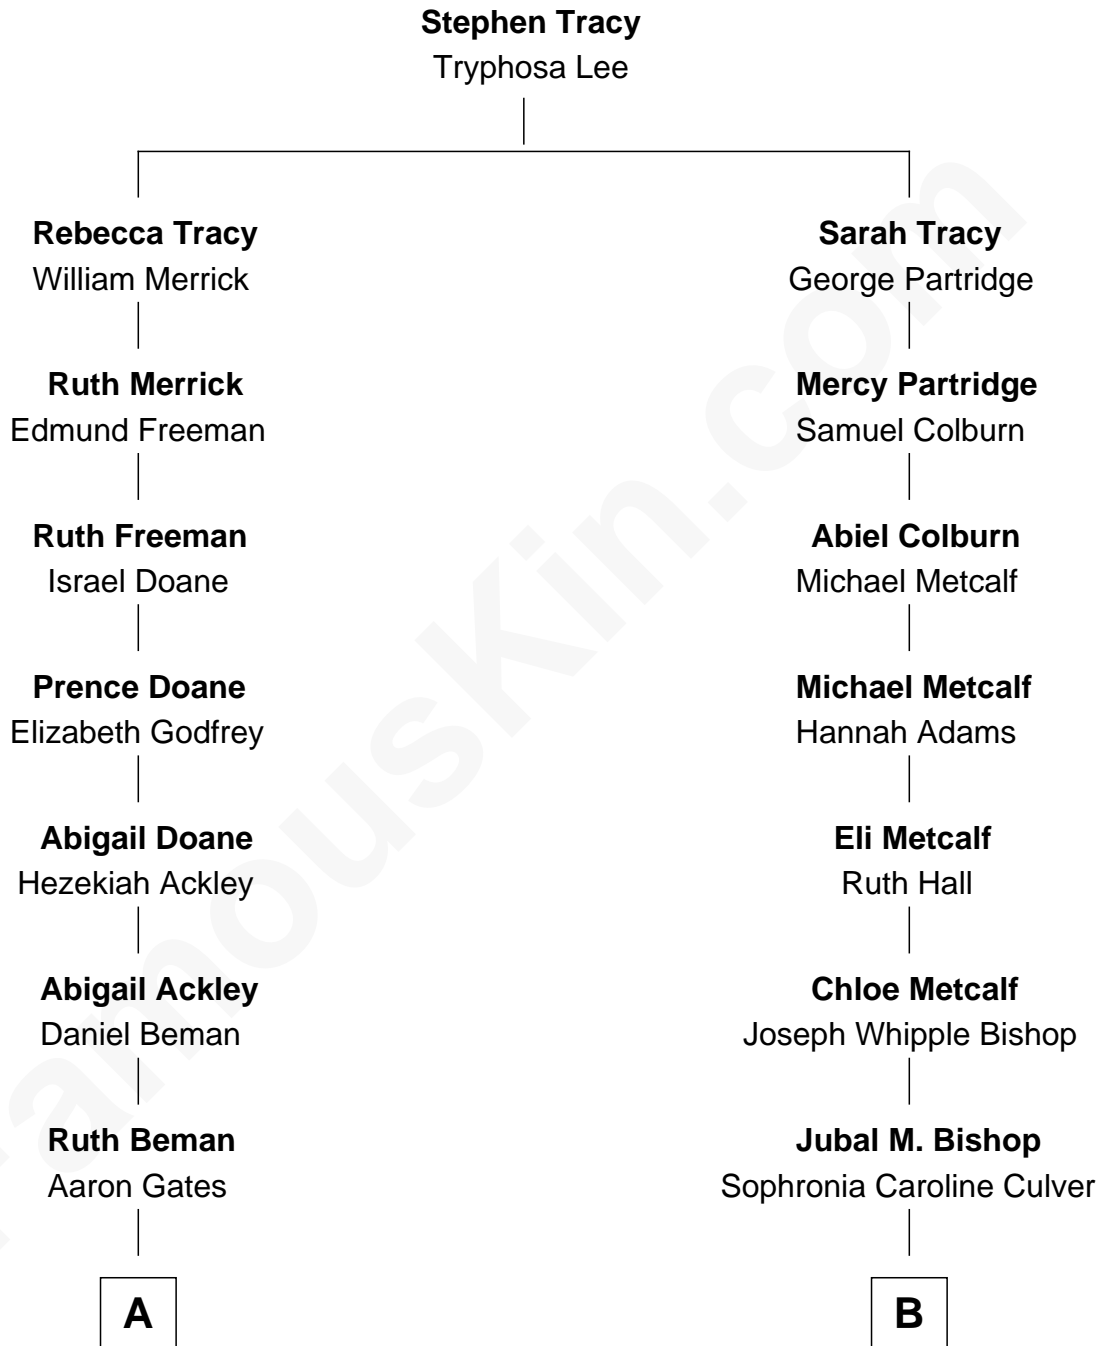 Stephen Tracy
Tryphosa Lee
Rebecca Tracy
William Merrick
Ruth Merrick
Edmund Freeman
Ruth Freeman
Israel Doane
Prence Doane
Elizabeth Godfrey
Abigail Doane
Hezekiah Ackley
Abigail Ackley
Daniel Beman
Ruth Beman
Aaron Gates
A
Sarah Tracy
George Partridge
Mercy Partridge
Samuel Colburn
Abiel Colburn
Michael Metcalf
Michael Metcalf
Hannah Adams
Eli Metcalf
Ruth Hall
Chloe Metcalf
Joseph Whipple Bishop
Jubal M. Bishop
Sophronia Caroline Culver
B
FamousKin.com